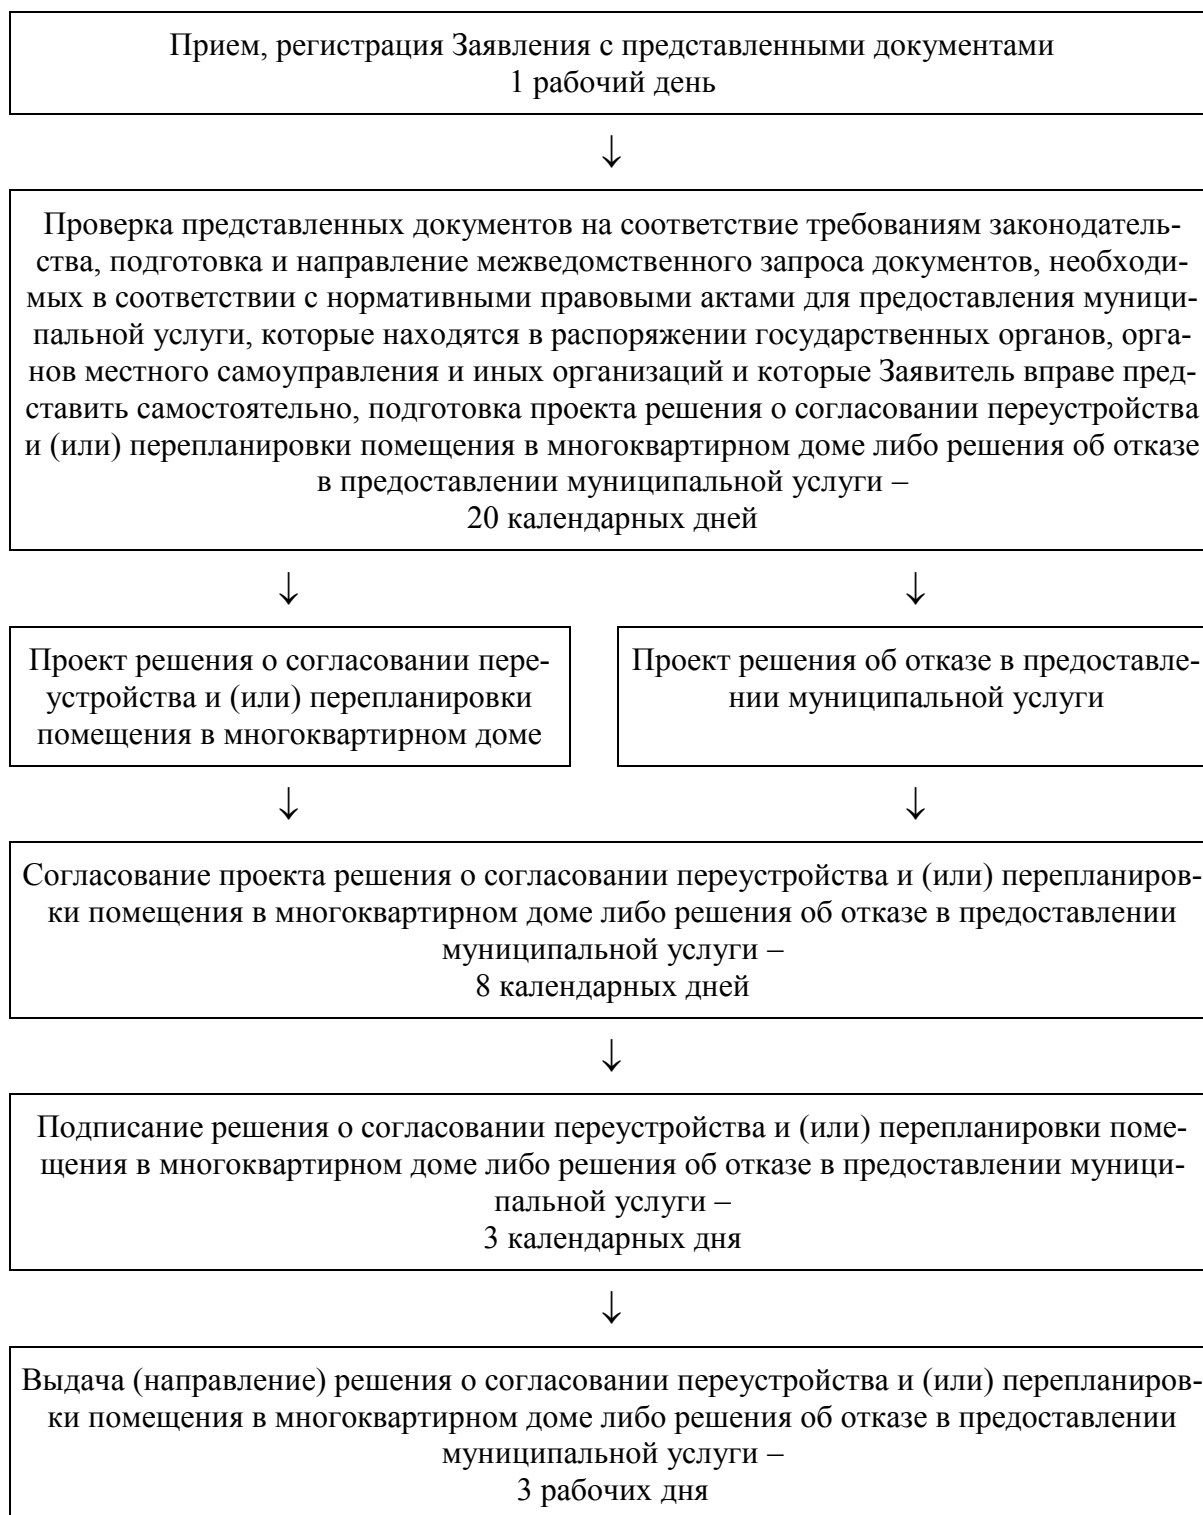 Прием, регистрация Заявления с представленными документами
1 рабочий день
↓
Проверка представленных документов на соответствие требованиям законодатель-
ства, подготовка и направление межведомственного запроса документов, необходи-
мых в соответствии с нормативными правовыми актами для предоставления муници-
пальной услуги, которые находятся в распоряжении государственных органов, орга-
нов местного самоуправления и иных организаций и которые Заявитель вправе пред-
ставить самостоятельно, подготовка проекта решения о согласовании переустройства
и (или) перепланировки помещения в многоквартирном доме либо решения об отказе
в предоставлении муниципальной услуги –
20 календарных дней
↓ ↓
Проект решения о согласовании пере-
устройства и (или) перепланировки
помещения в многоквартирном доме
Проект решения об отказе в предоставле-
нии муниципальной услуги
↓ ↓
Согласование проекта решения о согласовании переустройства и (или) перепланиров-
ки помещения в многоквартирном доме либо решения об отказе в предоставлении
муниципальной услуги –
8 календарных дней
↓
Подписание решения о согласовании переустройства и (или) перепланировки поме-
щения в многоквартирном доме либо решения об отказе в предоставлении муници-
пальной услуги –
3 календарных дня
↓
Выдача (направление) решения о согласовании переустройства и (или) перепланиров-
ки помещения в многоквартирном доме либо решения об отказе в предоставлении
муниципальной услуги –
3 рабочих дня